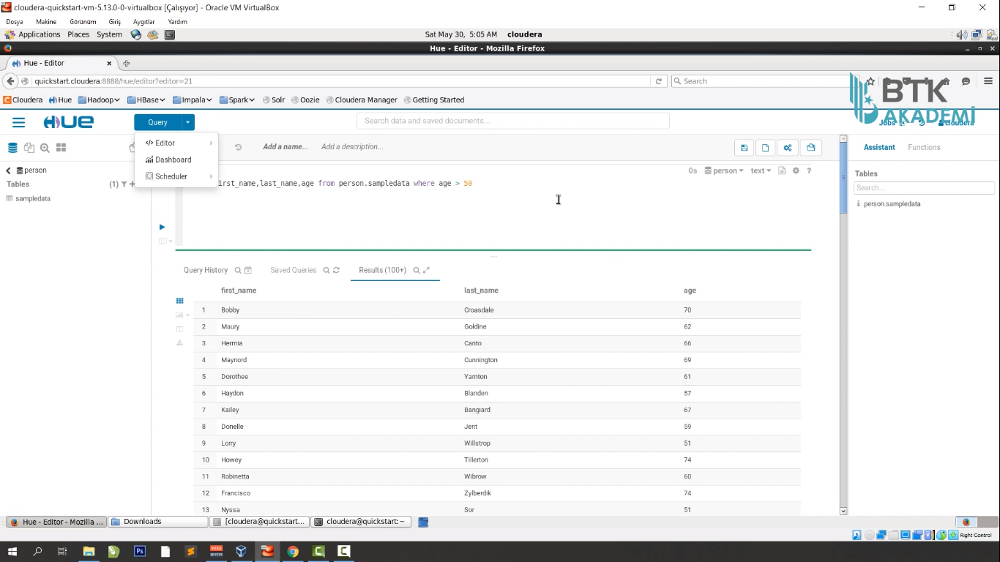 cloudera-quickstart-vm-5.13.0-0-virtualbox [Çalışıyor] - Oracle VM VirtualBox
Dosya Makine Görünüm Giriş Aygıtlar Yardım
Applications Places System Sat May 30, 5:05 AM cloudera
Hue - Editor - Mozilla Firefox
Hue - Editor
quickstart.cloudera:8888/hue/editor?editor=21 Search
Cloudera Hue Hadoop HBase Impala Spark Solr Oozie Cloudera Manager Getting Started
BTK
AKADEMİ
HUE Query Search data and saved documents... Jobs cloudera
Editor
Dashboard
Scheduler
Add a name... Add a description...
Assistant Functions
person
Tables (1)
sampledata
0s person text ?
irst_name,last_name,age from person.sampledata where age > 50
Tables
Search...
person.sampledata
Query History Saved Queries Results (100+)
first_name last_name age
1 Bobby Croasdale 70
2 Maury Goldine 62
3 Hermia Canto 66
4 Maynord Cunnington 69
5 Dorothee Yamton 61
6 Haydon Blanden 57
7 Kailey Bangiard 67
8 Donelle Jent 59
9 Lorry Willstrop 51
10 Howey Tillerton 74
11 Robinetta Wibrow 60
12 Francisco Zylberdik 74
13 Nyssa Sor 51
Hue - Editor - Mozilla ... Downloads [cloudera@quickstart... cloudera@quickstart:~
Right Control
Ps